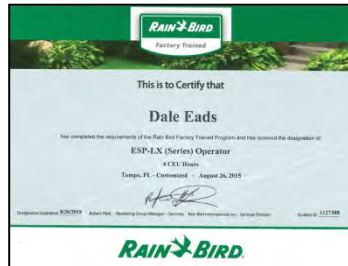 RAIN BIRD
Factory Trained
This is to Certify that
Dale Eads
has completed the requirements of the Rain Bird Factory Trained Program and has received the designation of
ESP-LX (Series) Operator
4 CEU Hours
Tampa, FL - Customized - August 26, 2015
RAIN BIRD.